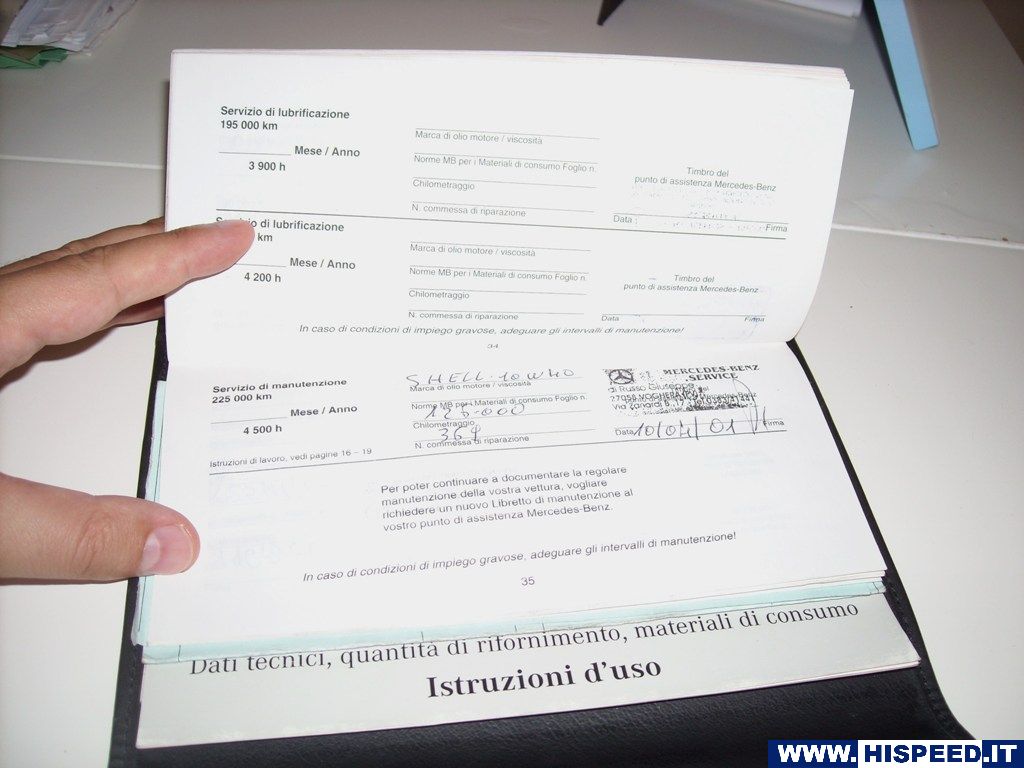 Servizio di lubrificazione
195 000 km
Mese / Anno
3 900 h
Marca di olio motore / viscosità
Norme MB per i Materiali di consumo Foglio n.
Chilometraggio
N. commessa di riparazione
Timbro del
punto di assistenza Mercedes-Benz
Data : Firma
di lubrificazione
km
Mese / Anno
4 200 h
Marca di olio motore / viscosità
Norme MB per i Materiali di consumo Foglio n.
Chilometraggio
N. commessa di riparazione
Timbro del
punto di assistenza Mercedes-Benz
Data Firma
In caso di condizioni di impiego gravose, adeguare gli intervalli di manutenzione!
34
Servizio di manutenzione
225 000 km
Mese / Anno
4 500 h
Istruzioni di lavoro, vedi pagine 16 – 19
SHELL 10W40
Marca di olio motore / viscosità
Norme MB per i Materiali di consumo Foglio n.
Chilometraggio
N. commessa di riparazione
MERCEDES-BENZ
SERVICE
di Russo Giuseppe
Data Firma
Per poter continuare a documentare la regolare
manutenzione della vostra vettura, vogliare
richiedere un nuovo Libretto di manutenzione al
vostro punto di assistenza Mercedes-Benz.
In caso di condizioni di impiego gravose, adeguare gli intervalli di manutenzione!
35
Dati tecnici, quantità di rifornimento, materiali di consumo
Istruzioni d'uso
WWW.HISPEED.IT